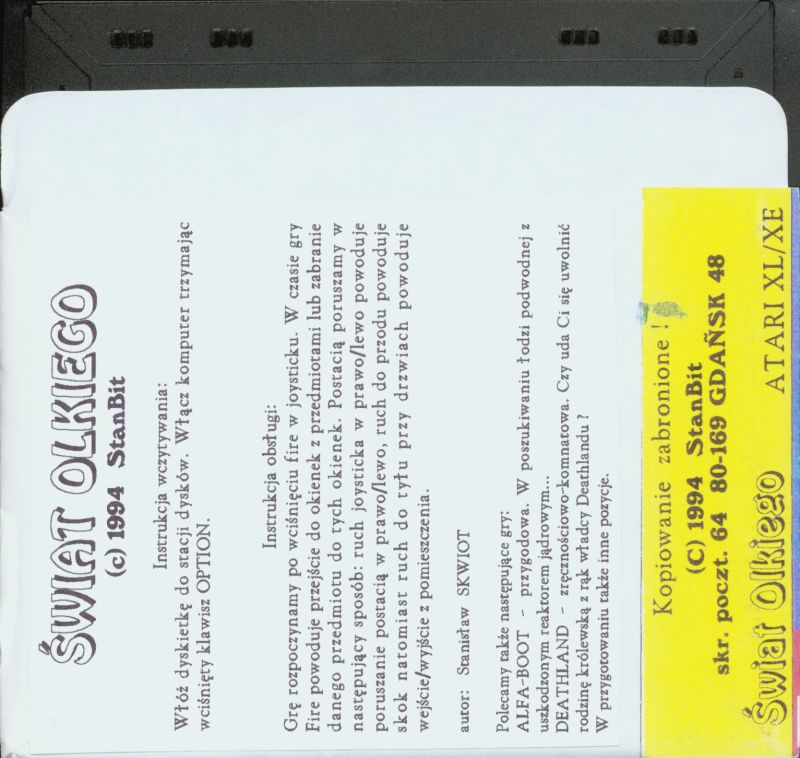 ŚWIAT OLKIEGO
(c) 1994 StanBit
Instrukcja wczytywania:
Włóż dyskietkę do stacji dysków. Włącz komputer trzymając
wciśnięty klawisz OPTION.
Instrukcja obsługi:
Grę rozpoczynamy po wciśnięciu fire w joysticku. W czasie gry
Fire powoduje przejście do okienek z przedmiotami lub zabranie
danego przedmiotu do tych okienek. Postacią poruszamy w
następujący sposób: ruch joysticka w prawo/lewo powoduje
poruszanie postacią w prawo/lewo, ruch do przodu powoduje
skok natomiast ruch do tyłu przy drzwiach powoduje
wejście/wyjście z pomieszczenia.
autor: Stanisław SKWIOT
Polecamy także następujące gry:
ALFA-BOOT - przygodowa. W poszukiwaniu łodzi podwodnej z
uszkodzonym reaktorem jądrowym...
DEATHLAND - zręcznościowo-komnatowa. Czy uda Ci się uwolnić
rodzinę królewską z rąk władcy Deathlandu ?
W przygotowaniu także inne pozycje.
Kopiowanie zabronione !
(C) 1994 StanBit
skr. poczt. 64 80-169 GDAŃSK 48
Świat Olkiego ATARI XL/XE